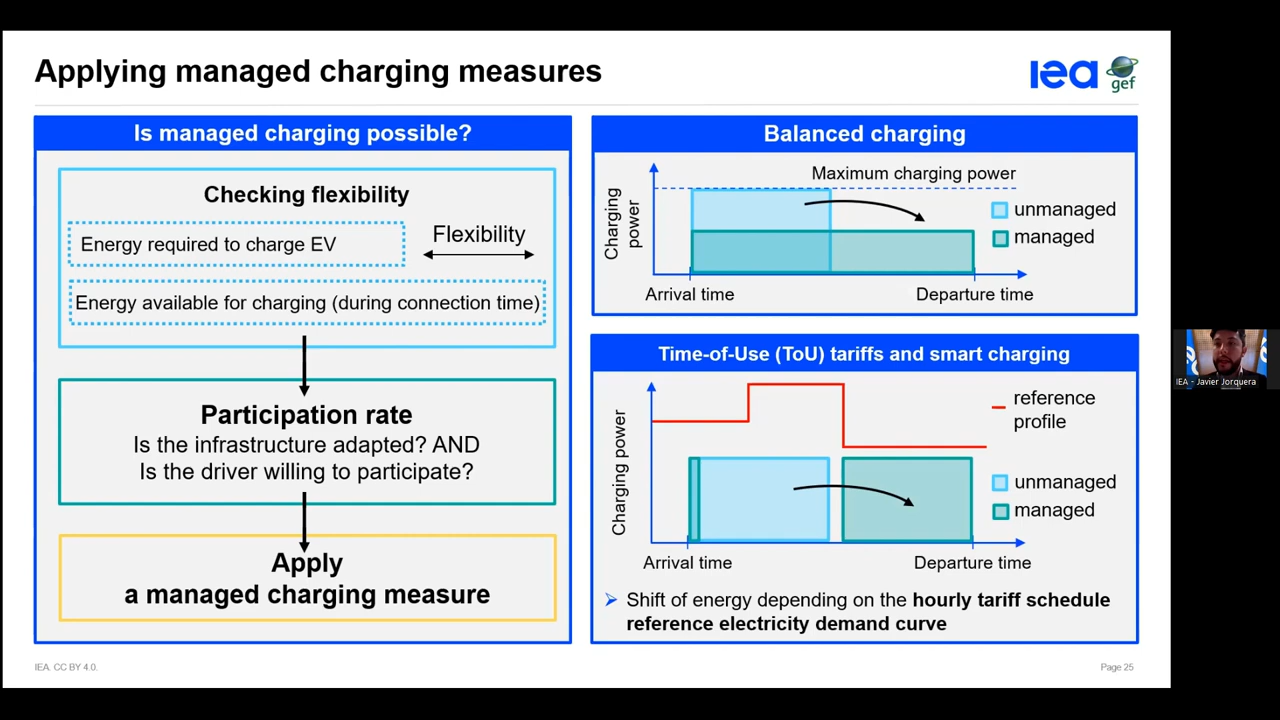 Applying managed charging measures
iea
gef
Is managed charging possible?
Checking flexibility
Energy required to charge EV
Flexibility
Energy available for charging (during connection time)
Participation rate
Is the infrastructure adapted? AND
Is the driver willing to participate?
Apply
a managed charging measure
Balanced charging
Charging
power
Maximum charging power
unmanaged
managed
Arrival time
Departure time
Time-of-Use (ToU) tariffs and smart charging
Charging power
reference
profile
unmanaged
managed
Arrival time
Departure time
Shift of energy depending on the hourly tariff schedule
reference electricity demand curve
IEA. CC BY 4.0.
Page 25
IEA - Javier Jorquera